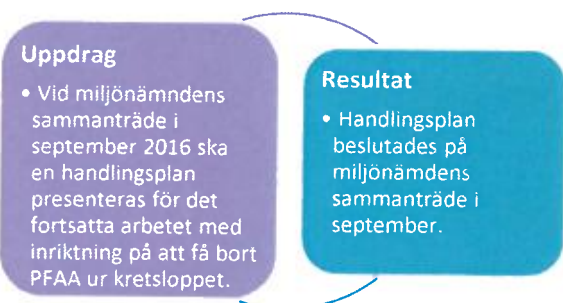 Uppdrag
• Vid miljönämndens
sammanträde i
september 2016 ska
en handlingsplan
presenteras för det
fortsatta arbetet med
inriktning på att få bort
PFAA ur kretsloppet.
Resultat
• Handlingsplan
beslutades på
miljönämdens
sammanträde i
september.